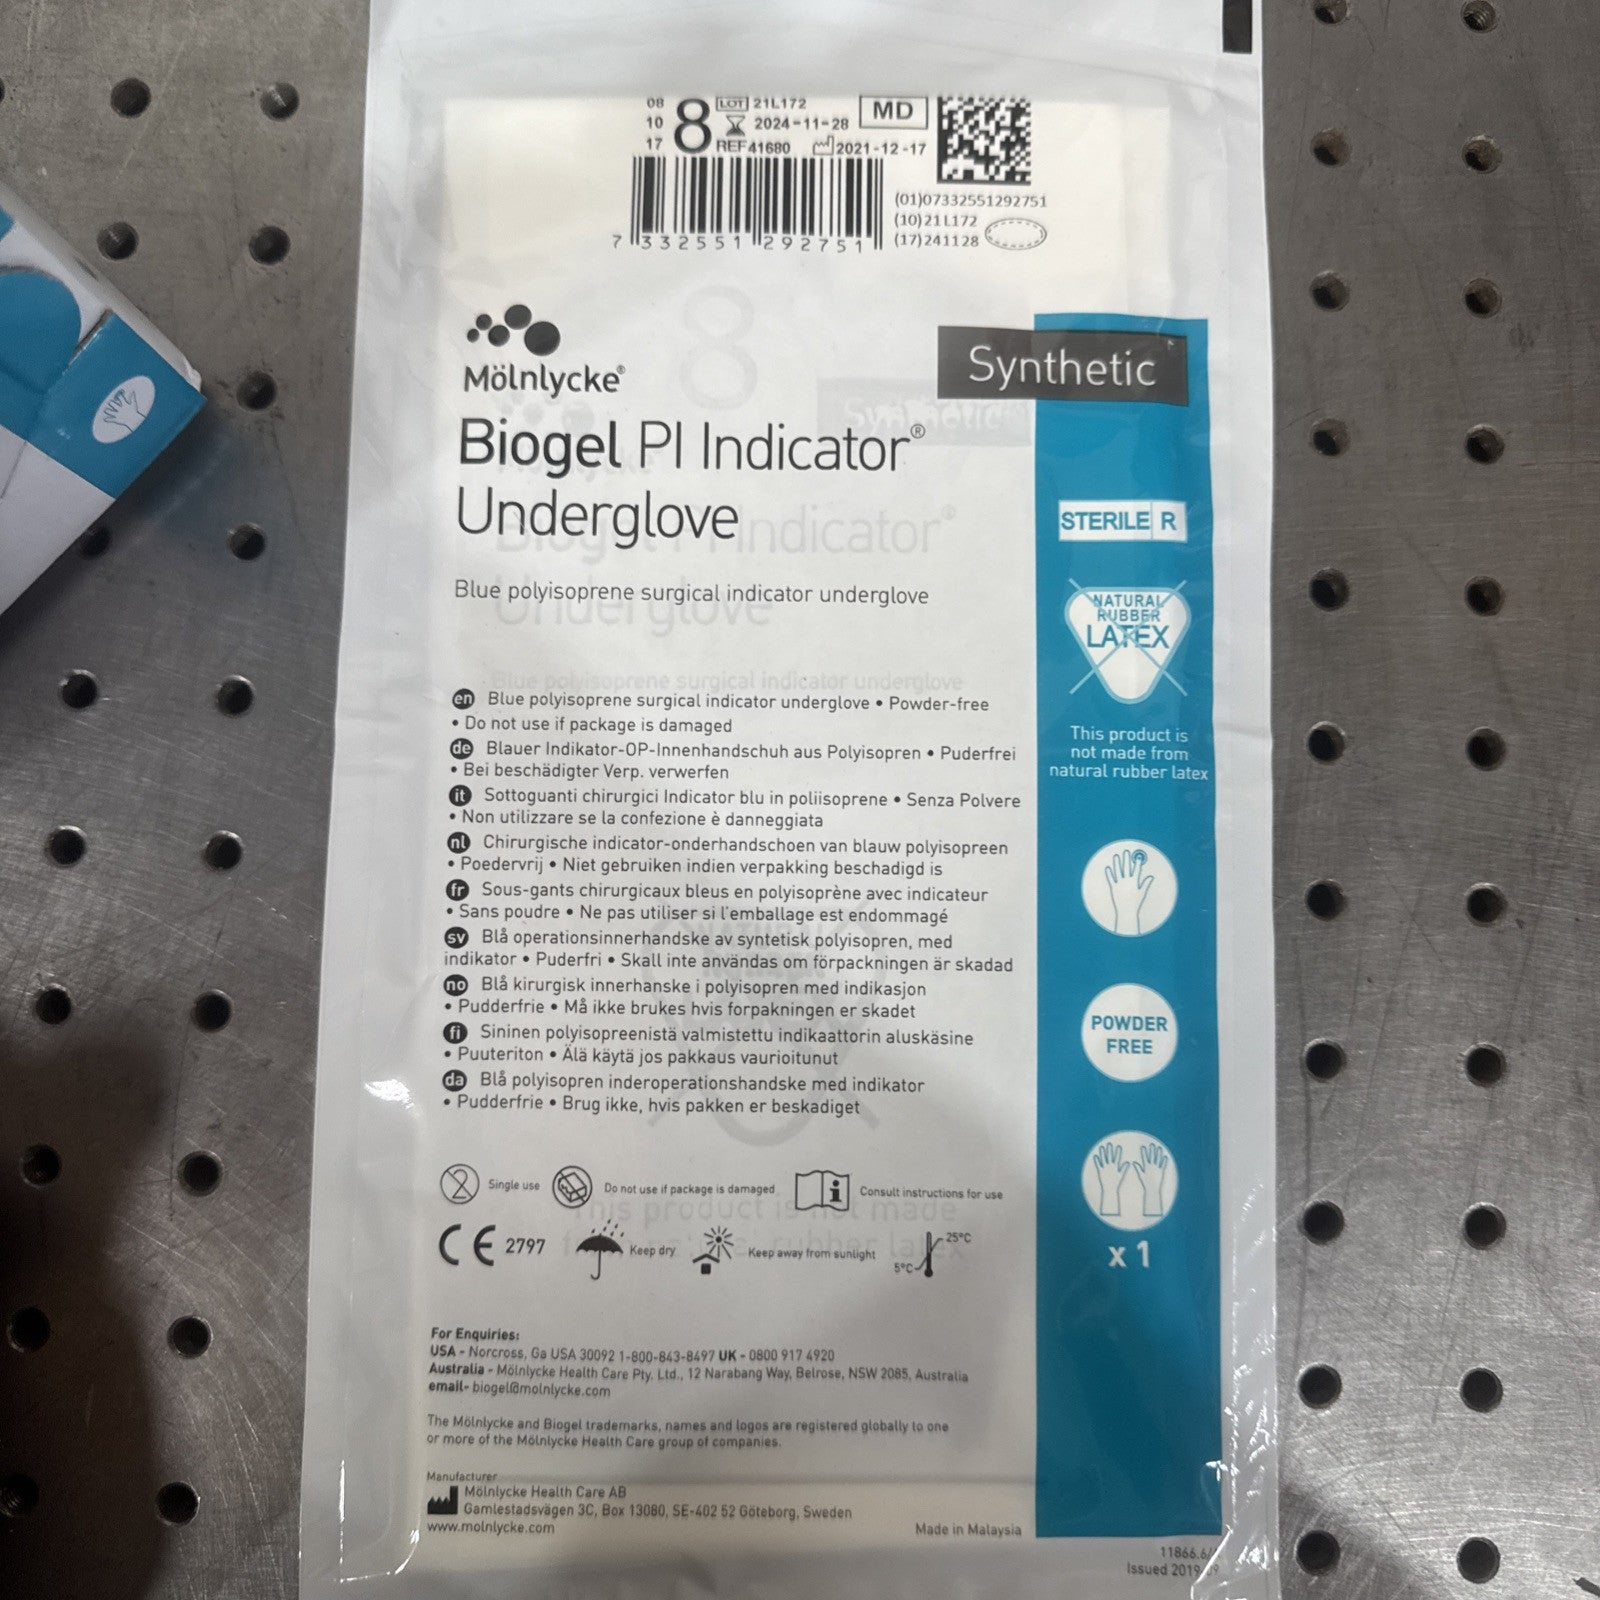 08
10
17
8
LOT 21L172
2024-11-28
REF 41680
2021-12-17
MD
7 332551 292751
(01)07332551292751
(10)21L172
(17)241128
Mölnlycke®
Synthetic
Biogel PI Indicator®
Underglove
Blue polyisoprene surgical indicator underglove
STERILE R
NATURAL
RUBBER
LATEX
This product is
not made from
natural rubber latex
en Blue polyisoprene surgical indicator underglove • Powder-free
• Do not use if package is damaged
de Blauer Indikator-OP-Innenhandschuh aus Polyisopren • Puderfrei
• Bei beschädigter Verp. verwerfen
it Sottoguanti chirurgici Indicator blu in poliisoprene • Senza Polvere
• Non utilizzare se la confezione è danneggiata
nl Chirurgische indicator-onderhandschoen van blauw polyisopreen
• Poedervrij • Niet gebruiken indien verpakking beschadigd is
fr Sous-gants chirurgicaux bleus en polyisoprène avec indicateur
• Sans poudre • Ne pas utiliser si l'emballage est endommagé
sv Blå operationsinnerhandske av syntetisk polyisopren, med
indikator • Puderfri • Skall inte användas om förpackningen är skadad
no Blå kirurgisk innerhanske i polyisopren med indikasjon
• Pudderfrie • Må ikke brukes hvis forpakningen er skadet
fi Sininen polyisopreenistä valmistettu indikaattorin aluskäsine
• Puuteriton • Älä käytä jos pakkaus vaurioitunut
da Blå polyisopren inderoperationshandske med indikator
• Pudderfrie • Brug ikke, hvis pakken er beskadiget
POWDER
FREE
x 1
2 Single use
Do not use if package is damaged
i Consult instructions for use
CE 2797
Keep dry
Keep away from sunlight
25°C
5°C
For Enquiries:
USA - Norcross, Ga USA 30092 1-800-843-8497 UK - 0800 917 4920
Australia - Mölnlycke Health Care Pty. Ltd., 12 Narabang Way, Belrose, NSW 2085, Australia
email- biogel@molnlycke.com
The Mölnlycke and Biogel trademarks, names and logos are registered globally to one
or more of the Mölnlycke Health Care group of companies.
Manufacturer
Mölnlycke Health Care AB
Gamlestadsvägen 3C, Box 13080, SE-402 52 Göteborg, Sweden
www.molnlycke.com
Made in Malaysia
11866.6/
Issued 2019